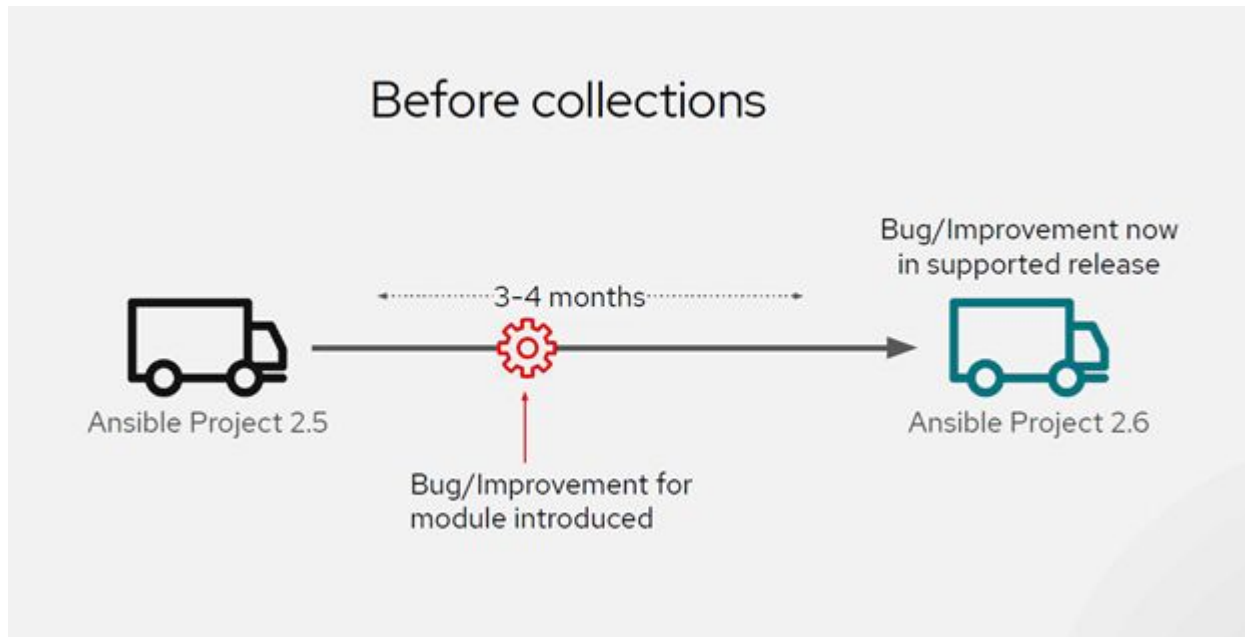 Before collections
Bug/Improvement now
in supported release
3-4 months
Ansible Project 2.5
Ansible Project 2.6
Bug/Improvement for
module introduced